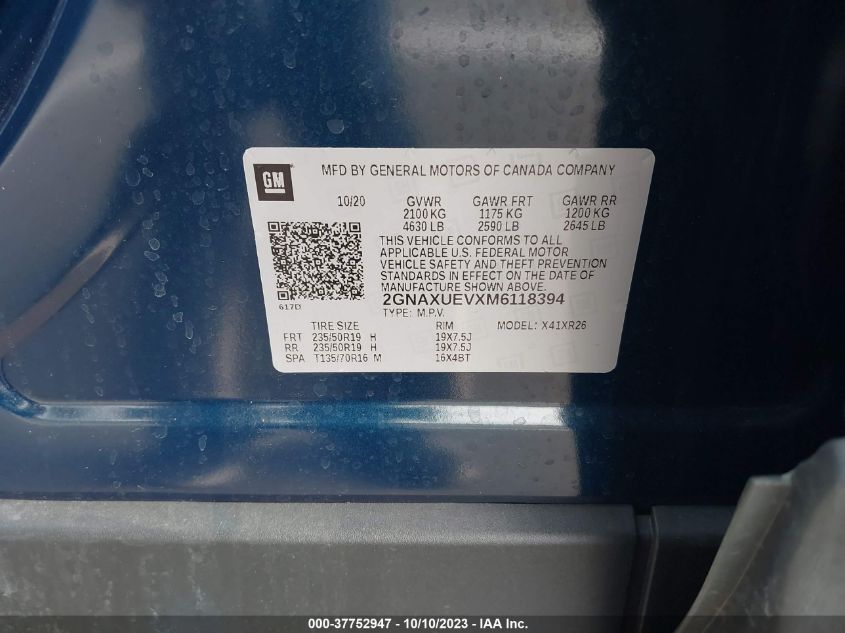 GM
MFD BY GENERAL MOTORS OF CANADA COMPANY
10/20 GVWR GAWR FRT GAWR RR
2100 KG 1175 KG 1200 KG
4630 LB 2590 LB 2645 LB
THIS VEHICLE CONFORMS TO ALL
APPLICABLE U.S. FEDERAL MOTOR
VEHICLE SAFETY AND THEFT PREVENTION
STANDARDS IN EFFECT ON THE DATE OF
MANUFACTURE SHOWN ABOVE.
2GNAXUEVXM6118394
617D
TYPE: M.P.V.
TIRE SIZE RIM MODEL: X41XR26
FRT 235/50R19 H 19X7.5J
RR 235/50R19 H 19X7.5J
SPA T135/70R16 M 16X4BT
000-37752947 - 10/10/2023 - IAA Inc.